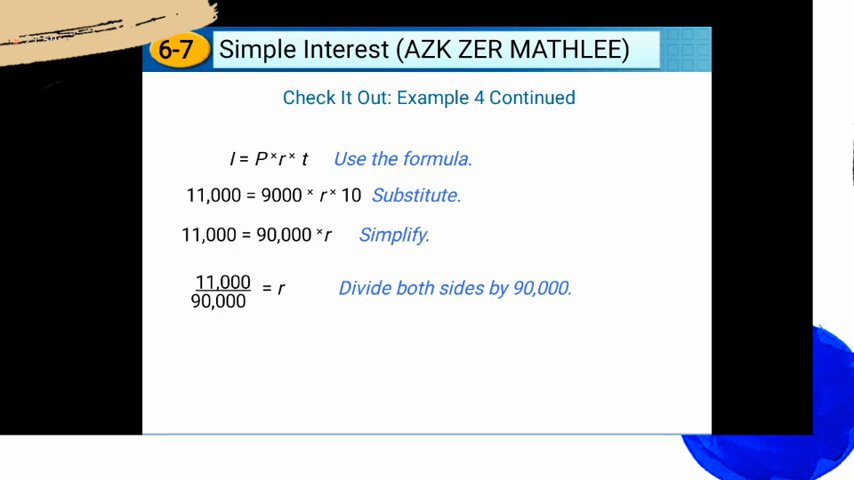 6-7 Simple Interest (AZK ZER MATHLEE)
Check It Out: Example 4 Continued
I = P × r × t Use the formula.
11,000 = 9000 × r × 10 Substitute.
11,000 = 90,000 × r Simplify.
11,000
90,000 = r Divide both sides by 90,000.